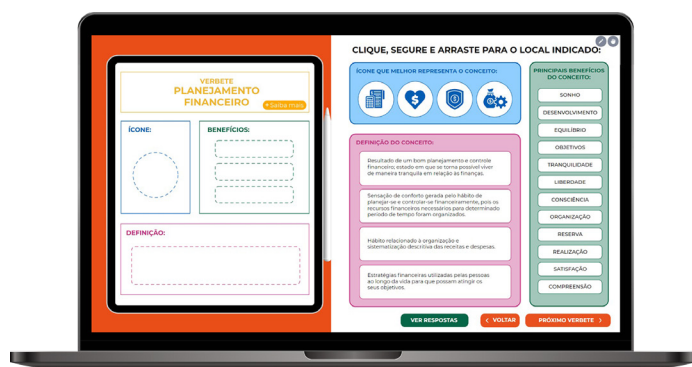 VERBETE
PLANEJAMENTO
FINANCEIRO
+ Saiba mais
ÍCONE:
BENEFÍCIOS:
DEFINIÇÃO:
CLIQUE, SEGURE E ARRASTE PARA O LOCAL INDICADO:
ÍCONE QUE MELHOR REPRESENTA O CONCEITO:
DEFINIÇÃO DO CONCEITO:
Resultado de um bom planejamento e controle
financeiro; estado em que se torna possível viver
de maneira tranquila em relação às finanças.
Sensação de conforto gerada pelo hábito de
planejar-se e controlar-se financeiramente, pois os
recursos financeiros necessários para determinado
período de tempo foram organizados.
Hábito relacionado à organização e
sistematização descritiva das receitas e despesas.
Estratégias financeiras utilizadas pelas pessoas
ao longo da vida para que possam atingir os
seus objetivos.
PRINCIPAIS BENEFÍCIOS
DO CONCEITO:
SONHO
DESENVOLVIMENTO
EQUILÍBRIO
OBJETIVOS
TRANQUILIDADE
LIBERDADE
CONSCIÊNCIA
ORGANIZAÇÃO
RESERVA
REALIZAÇÃO
SATISFAÇÃO
COMPREENSÃO
VER RESPOSTAS
VOLTAR
PRÓXIMO VERBETE